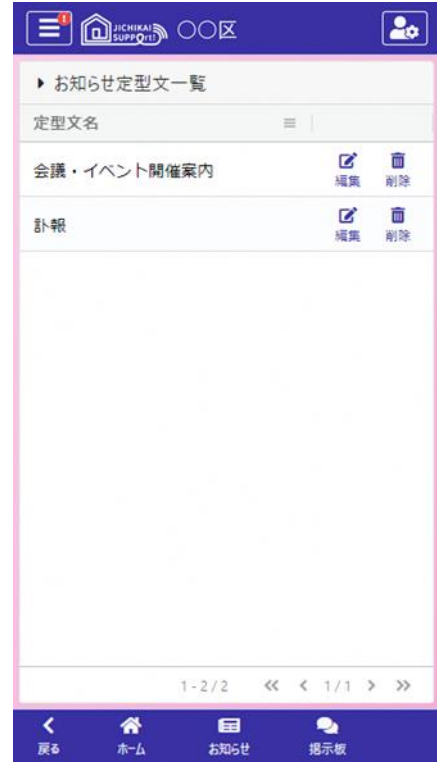 ! JICHIKAI SUPPORT! 〇〇区
お知らせ定型文一覧
定型文名
会議・イベント開催案内 編集 削除
訃報 編集 削除
1-2/2 « ‹ 1/1 › »
戻る ホーム お知らせ 掲示板